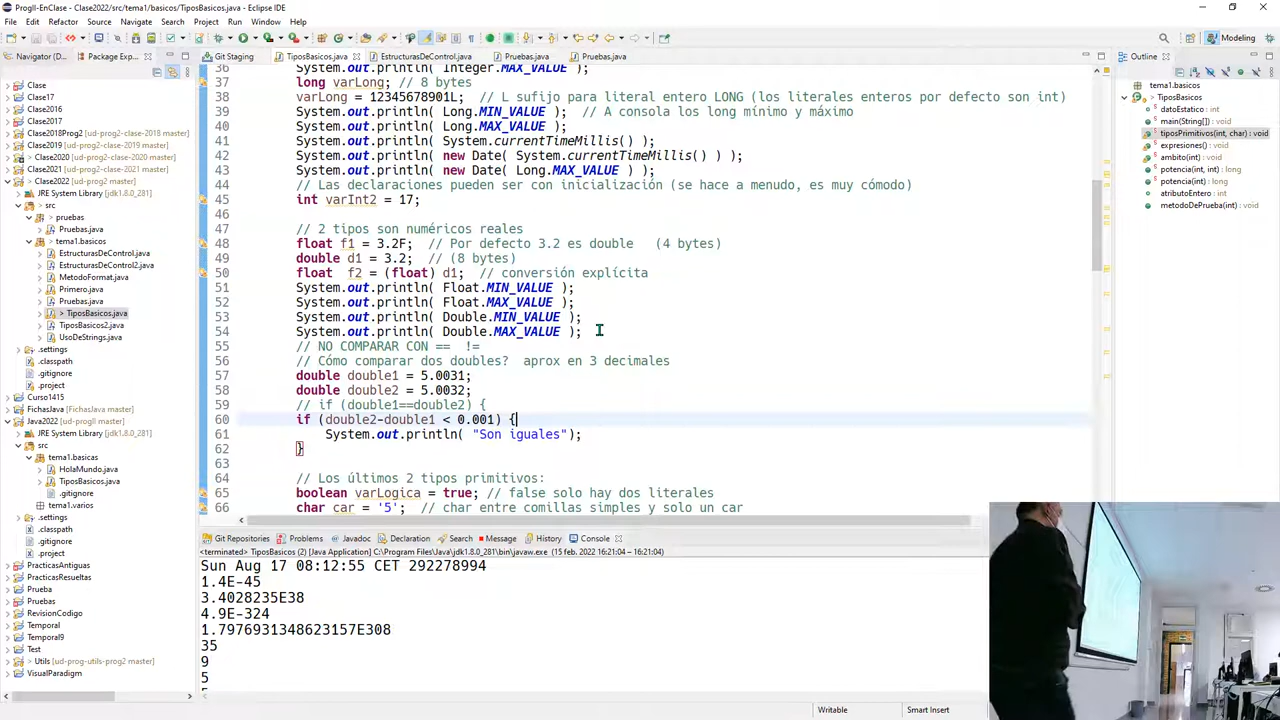 ProgII-EnClase - Clase2022/src/tema1/basicos/TiposBasicos.java - Eclipse IDE
File Edit Refactor Source Navigate Search Project Run Window Help
Modeling
Navigator (D...
Package Exp...
Clase
Clase17
Clase2016
Clase2017
Clase2018Prog2 [ud-prog2-clase-2018 master]
Clase2019 [ud-prog2-clase-2019 master]
> Clase2020 [ud-prog2-clase-2020 master]
Clase2021 [ud-prog2-clase-2021 master]
> Clase2022 [ud-prog2 master]
JRE System Library [jdk1.8.0_281]
> src
pruebas
Pruebas.java
> tema1.basicos
EstructurasDeControl.java
EstructurasDeControl2.java
MetodoFormat.java
Primero.java
Pruebas.java
> TiposBasicos.java
TiposBasicos2.java
UsoDeStrings.java
.settings
.classpath
.gitignore
.project
Curso1415
FichasJava [FichasJava master]
Java2022 [ud-progII master]
JRE System Library [jdk1.8.0_281]
src
tema1.basicas
HolaMundo.java
TiposBasicos.java
.gitignore
tema1.varios
.settings
.classpath
.gitignore
.project
PracticasAntiguas
PracticasResueltas
Prueba
Pruebas
RevisionCodigo
Temporal
Temporal9
Test
> Utils [ud-prog-utils-prog2 master]
VisualParadigm
Git Staging
TiposBasicos.java
EstructurasDeControl.java
Pruebas.java
Pruebas.java
36 System.out.println( Integer.MAX_VALUE );
37 long varLong; // 8 bytes
38 varLong = 12345678901L; // L sufijo para literal entero LONG (los literales enteros por defecto son int)
39 System.out.println( Long.MIN_VALUE ); // A consola los long mínimo y máximo
40 System.out.println( Long.MAX_VALUE );
41 System.out.println( System.currentTimeMillis() );
42 System.out.println( new Date( System.currentTimeMillis() ) );
43 System.out.println( new Date( Long.MAX_VALUE ) );
44 // Las declaraciones pueden ser con inicialización (se hace a menudo, es muy cómodo)
45 int varInt2 = 17;
46
47 // 2 tipos son numéricos reales
48 float f1 = 3.2F; // Por defecto 3.2 es double (4 bytes)
49 double d1 = 3.2; // (8 bytes)
50 float f2 = (float) d1; // conversión explícita
51 System.out.println( Float.MIN_VALUE );
52 System.out.println( Float.MAX_VALUE );
53 System.out.println( Double.MIN_VALUE );
54 System.out.println( Double.MAX_VALUE );
55 // NO COMPARAR CON == !=
56 // Cómo comparar dos doubles? aprox en 3 decimales
57 double double1 = 5.0031;
58 double double2 = 5.0032;
59 // if (double1==double2) {
60 if (double2-double1 < 0.001) {
61 System.out.println( "Son iguales");
62 }
63
64 // Los últimos 2 tipos primitivos:
65 boolean varLogica = true; // false solo hay dos literales
66 char car = '5'; // char entre comillas simples y solo un car
Outline
tema1.basicos
TiposBasicos
datoEstatico : int
main(String[]) : void
tiposPrimitivos(int, char) : void
expresiones() : void
ambito(int) : void
potencia(int, int) : long
potencia(int) : long
atributoEntero : int
metodoDePrueba(int) : void
Git Repositories
Problems
Javadoc
Declaration
Search
Message
History
Console
<terminated> TiposBasicos (2) [Java Application] C:\Program Files\Java\jdk1.8.0_281\bin\javaw.exe (15 feb. 2022 16:21:04 – 16:21:04)
Sun Aug 17 08:12:55 CET 292278994
1.4E-45
3.4028235E38
4.9E-324
1.7976931348623157E308
35
9
5
Writable
Smart Insert